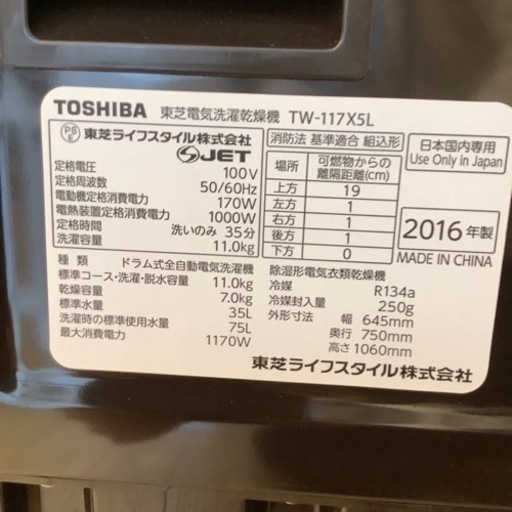 TOSHIBA 東芝電気洗濯乾燥機 TW-117X5L
PS E 東芝ライフスタイル株式会社
JET
定格電圧 100V
定格周波数 50/60Hz
電動機定格消費電力 170W
電熱装置定格消費電力 1000W
定格時間 洗いのみ 35分
洗濯容量 11.0kg
消防法 基準適合 組込形
場所 可燃物からの離隔距離(cm)
上方 19
左方 1
右方 1
後方 1
下方 0
日本国内専用
Use Only in Japan
2016年製
MADE IN CHINA
種類 ドラム式全自動電気洗濯機
標準コース・洗濯・脱水容量 11.0kg
乾燥容量 7.0kg
標準水量 35L
洗濯時の標準使用水量 75L
最大消費電力 1170W
除湿形電気衣類乾燥機
冷媒 R134a
冷媒封入量 250g
外形寸法 幅 645mm
奥行 750mm
高さ 1060mm
東芝ライフスタイル株式会社